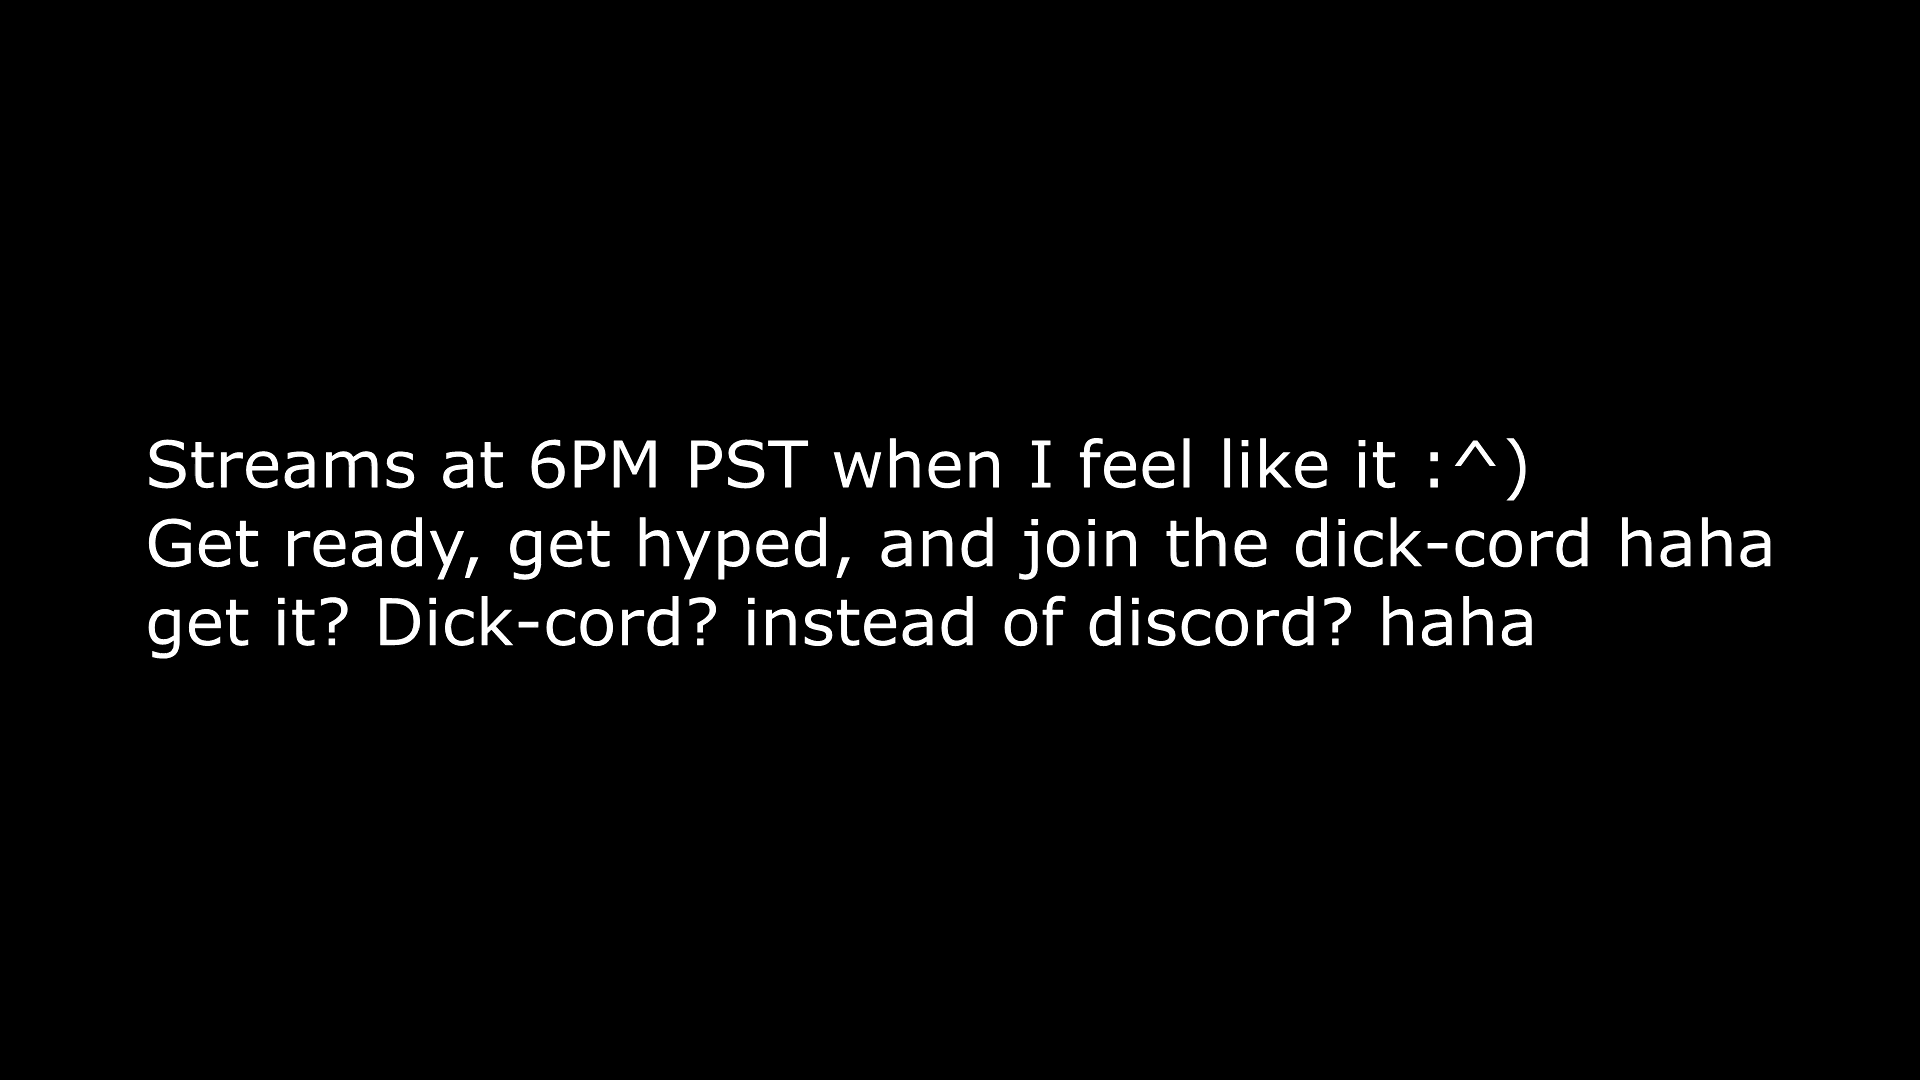 Streams at 6PM PST when I feel like it :^)
Get ready, get hyped, and join the dick-cord haha
get it? Dick-cord? instead of discord? haha